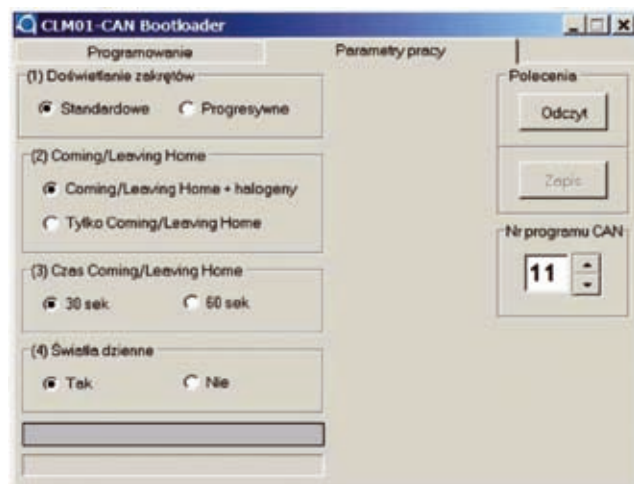 CLM01-CAN Bootloader
Programowanie
Parametry pracy
(1) Doświetlanie zakrętów
Standardowe
Progresywne
(2) Coming/Leaving Home
Coming/Leaving Home + halogeny
Tylko Coming/Leaving Home
(3) Czas Coming/Leaving Home
30 sek
60 sek
(4) Światła dzienne
Tak
Nie
Polecenia
Odczyt
Zapis
Nr programu CAN
11